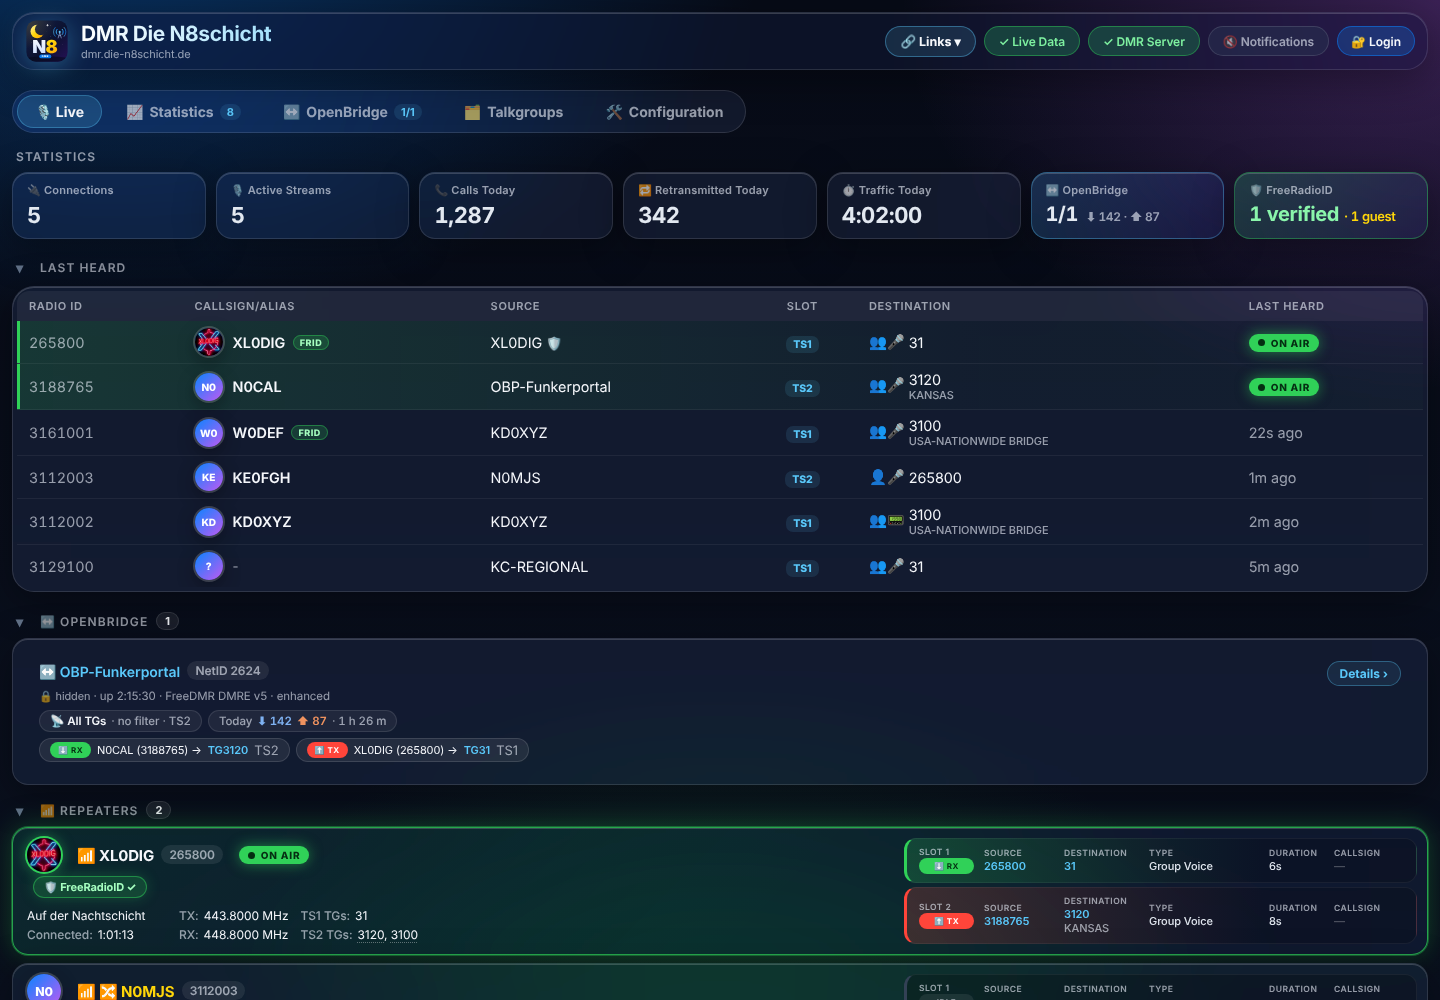 N8
DMR Die N8schicht
dmr.die-n8schicht.de
Links ▾
✓ Live Data
✓ DMR Server
Notifications
Login
Live
Statistics 8
OpenBridge 1/1
Talkgroups
Configuration
STATISTICS
Connections
5
Active Streams
5
Calls Today
1,287
Retransmitted Today
342
Traffic Today
4:02:00
OpenBridge
1/1 ⬇ 142 · ⬆ 87
FreeRadioID
1 verified · 1 guest
▼ LAST HEARD
RADIO ID CALLSIGN/ALIAS SOURCE SLOT DESTINATION LAST HEARD
265800 XL0DIG FRID XL0DIG TS1 31 ● ON AIR
3188765 N0 N0CAL OBP-Funkerportal TS2 3120 ● ON AIR
KANSAS
3161001 W0 W0DEF FRID KD0XYZ TS1 3100 22s ago
USA-NATIONWIDE BRIDGE
3112003 KE KE0FGH N0MJS TS2 265800 1m ago
3112002 KD KD0XYZ KD0XYZ TS1 3100 2m ago
USA-NATIONWIDE BRIDGE
3129100 ? - KC-REGIONAL TS1 31 5m ago
▼ OPENBRIDGE 1
OBP-Funkerportal NetID 2624
Details ›
hidden · up 2:15:30 · FreeDMR DMRE v5 · enhanced
All TGs · no filter · TS2 Today ⬇ 142 ⬆ 87 · 1 h 26 m
⬇ RX N0CAL (3188765) → TG3120 TS2 ⬆ TX XL0DIG (265800) → TG31 TS1
▼ REPEATERS 2
XL0DIG 265800 ● ON AIR
FreeRadioID ✓
Auf der Nachtschicht TX: 443.8000 MHz TS1 TGs: 31
Connected: 1:01:13 RX: 448.8000 MHz TS2 TGs: 3120, 3100
SLOT 1 SOURCE DESTINATION TYPE DURATION CALLSIGN
⬇ RX 265800 31 Group Voice 6s —
SLOT 2 SOURCE DESTINATION TYPE DURATION CALLSIGN
⬆ TX 3188765 3120 Group Voice 8s —
KANSAS
N0 N0MJS 3112003
SLOT 1 SOURCE DESTINATION TYPE DURATION CALLSIGN